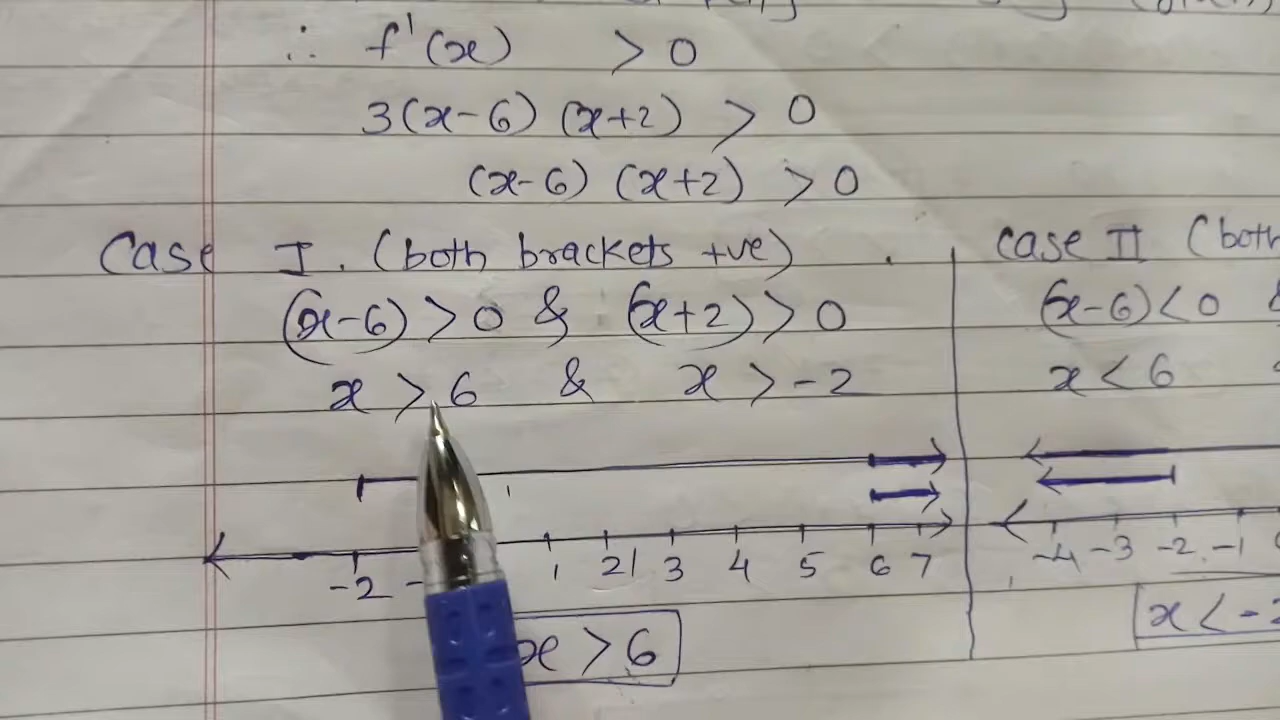 ∴ f'(x) > 0
3(x-6) (x+2) > 0
(x-6) (x+2) > 0
Case I. (both brackets +ve)
(x-6) > 0 & (x+2) > 0
x > 6 & x > -2
-2 - 1 2 3 4 5 6 7
x > 6
Case II (both
(x-6) < 0
x < 6
-4 -3 -2 -1
x < -2